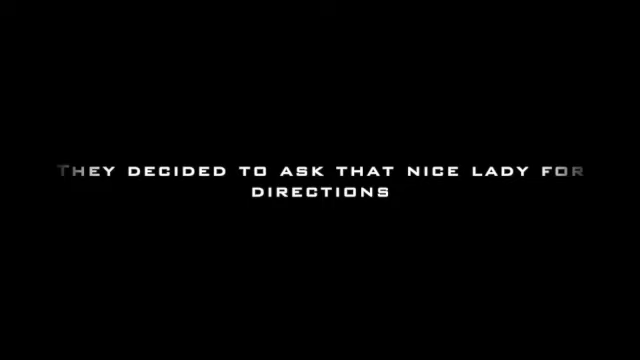 They decided to ask that nice lady for
directions